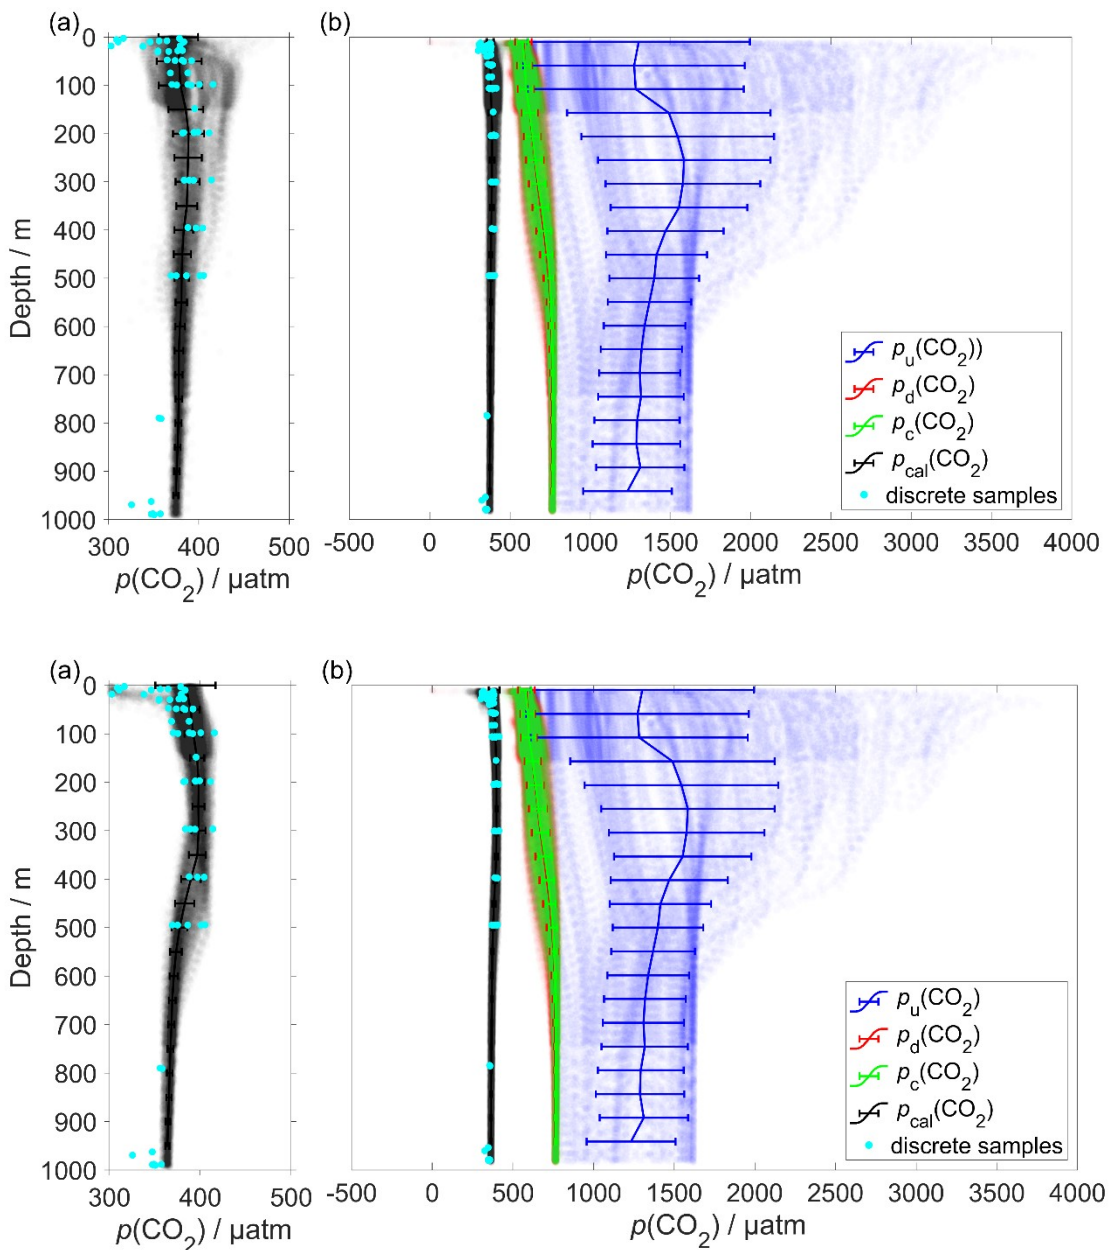 (a)
(b)
0
100
200
300
400
500
600
700
800
900
1000
Depth / m
300 400 500
p(CO2) / µatm
-500 0 500 1000 1500 2000 2500 3000 3500 4000
p(CO2) / µatm
pu(CO2))
pd(CO2)
pc(CO2)
pcal(CO2)
discrete samples
(a)
(b)
0
100
200
300
400
500
600
700
800
900
1000
Depth / m
300 400 500
p(CO2) / µatm
-500 0 500 1000 1500 2000 2500 3000 3500 4000
p(CO2) / µatm
pu(CO2)
pd(CO2)
pc(CO2)
pcal(CO2)
discrete samples